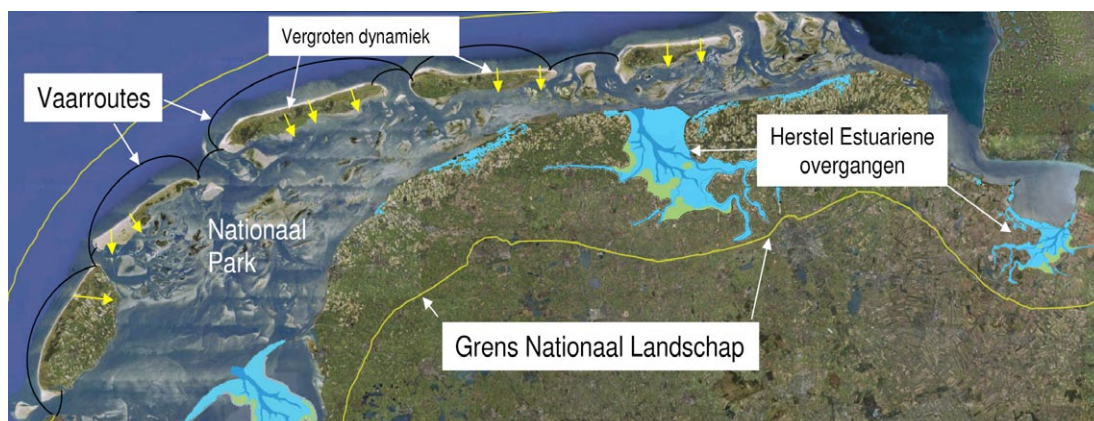 Vergroten dynamiek
Vaarroutes
Herstel Estuariene
overgangen
Nationaal
Park
Grens Nationaal Landschap